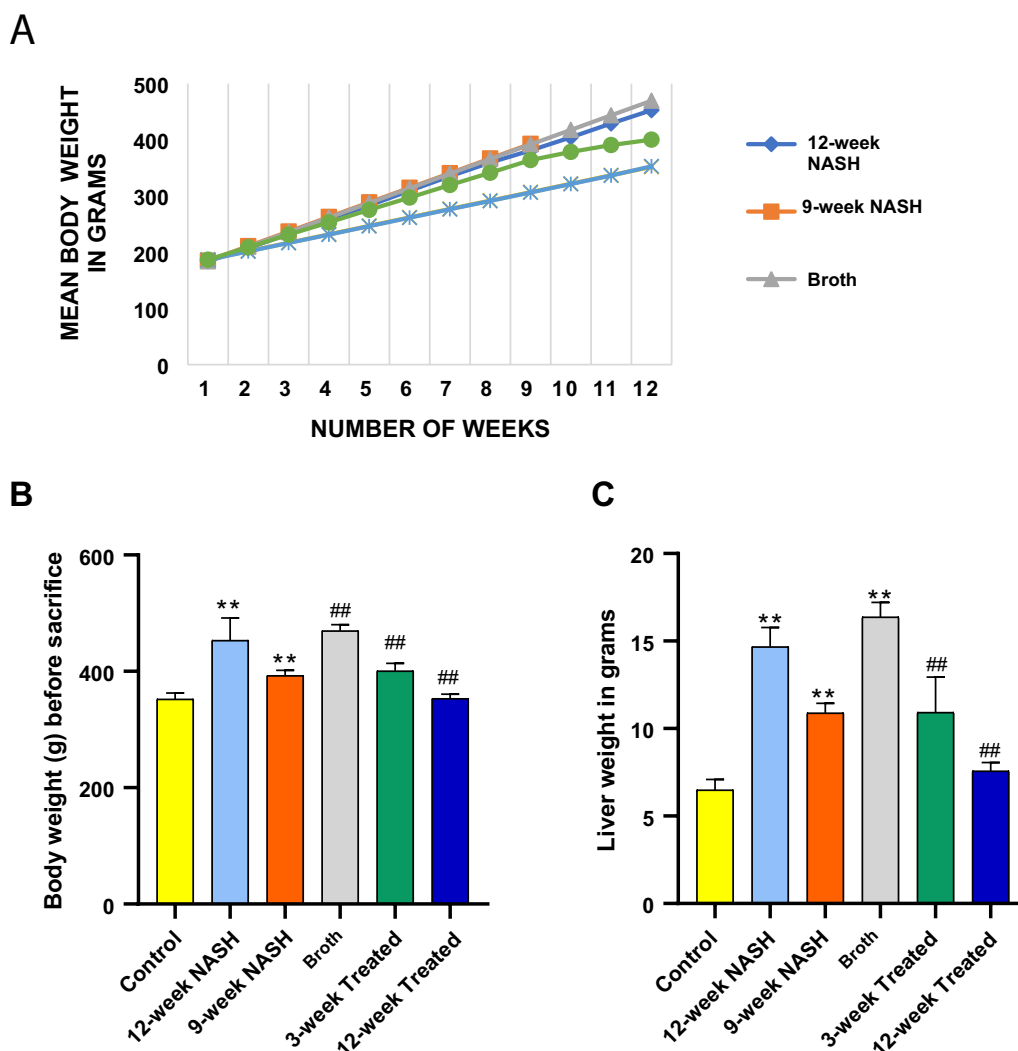 A
MEAN BODY WEIGHT
IN GRAMS
500
400
300
200
100
0
1 2 3 4 5 6 7 8 9 10 11 12
NUMBER OF WEEKS
12-week
NASH
9-week NASH
Broth
B
Body weight (g) before sacrifice
600
400
200
0
**
**
##
##
##
Control
12-week NASH
9-week NASH
Broth
3-week Treated
12-week Treated
C
Liver weight in grams
20
15
10
5
0
**
**
**
##
##
Control
12-week NASH
9-week NASH
Broth
3-week Treated
12-week Treated